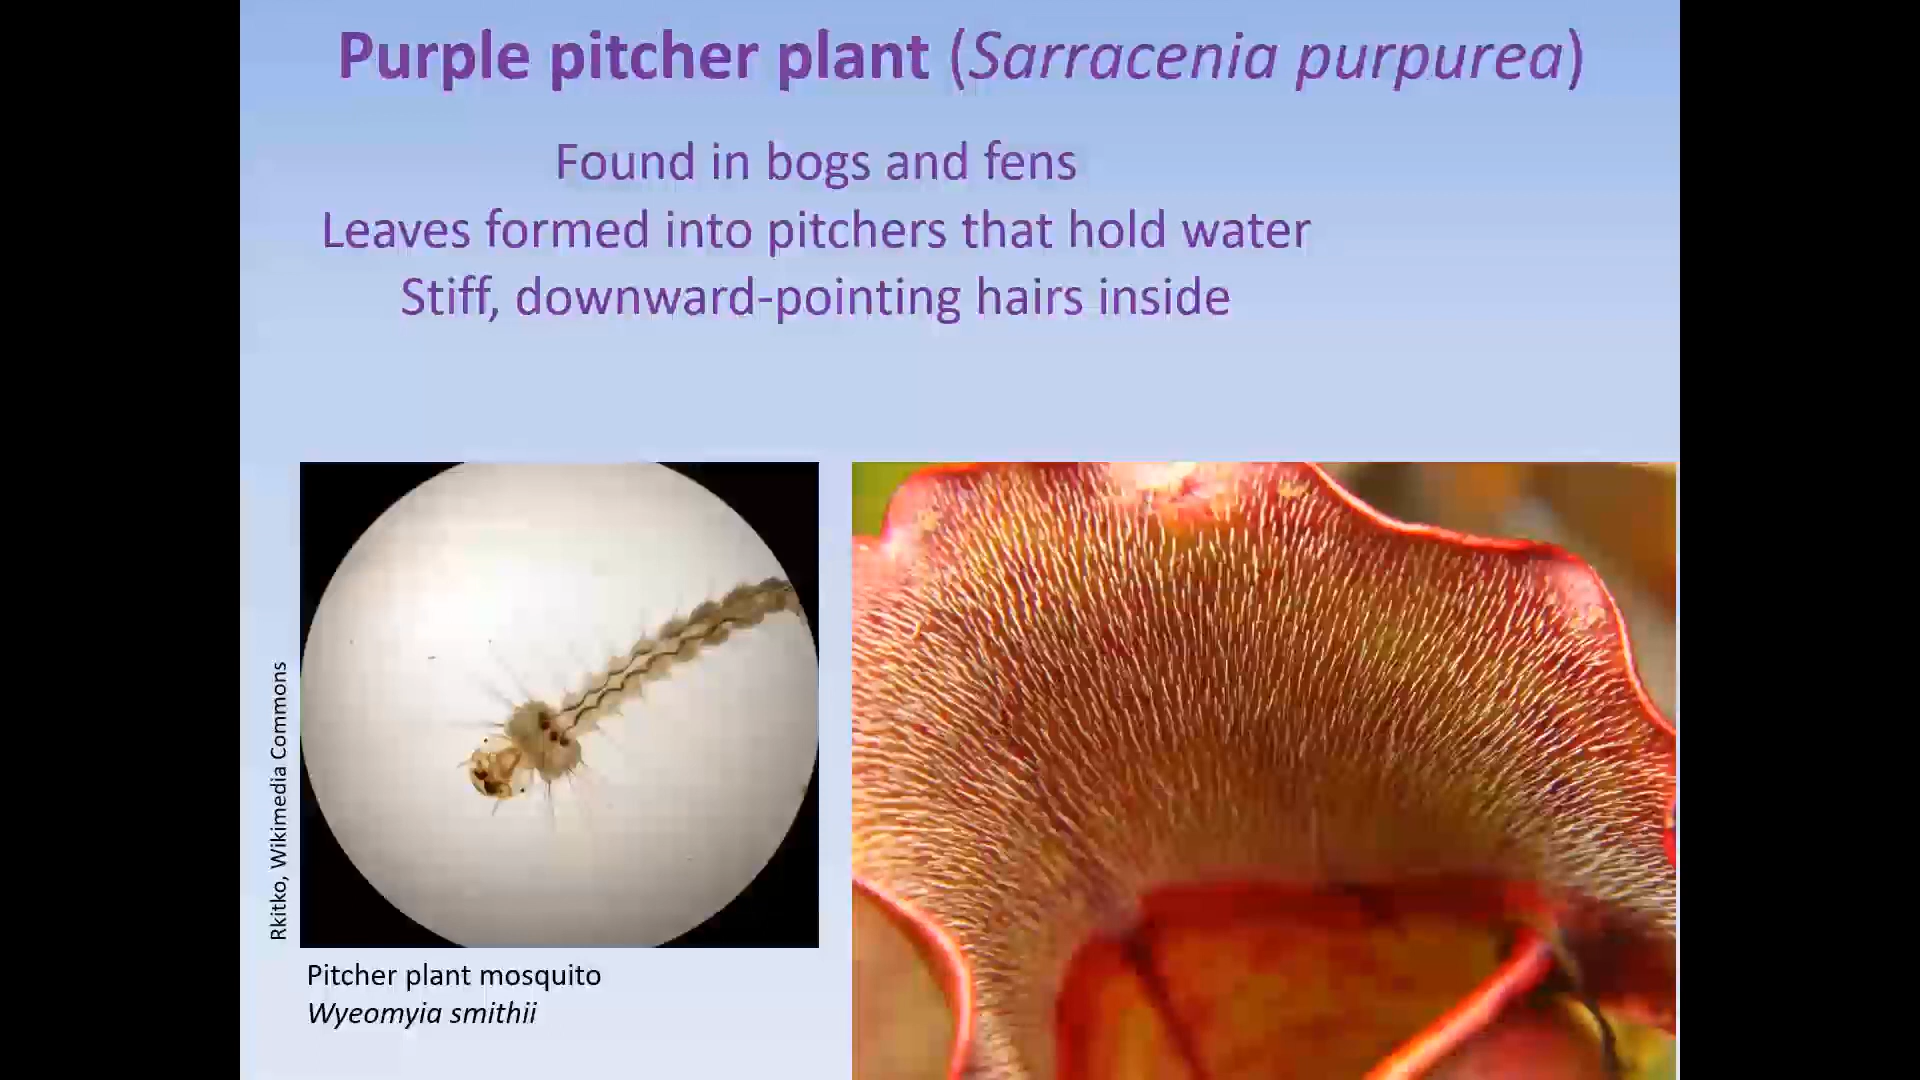 Purple pitcher plant (Sarracenia purpurea)
Found in bogs and fens
Leaves formed into pitchers that hold water
Stiff, downward-pointing hairs inside
Rkitko, Wikimedia Commons
Pitcher plant mosquito
Wyeomyia smithii